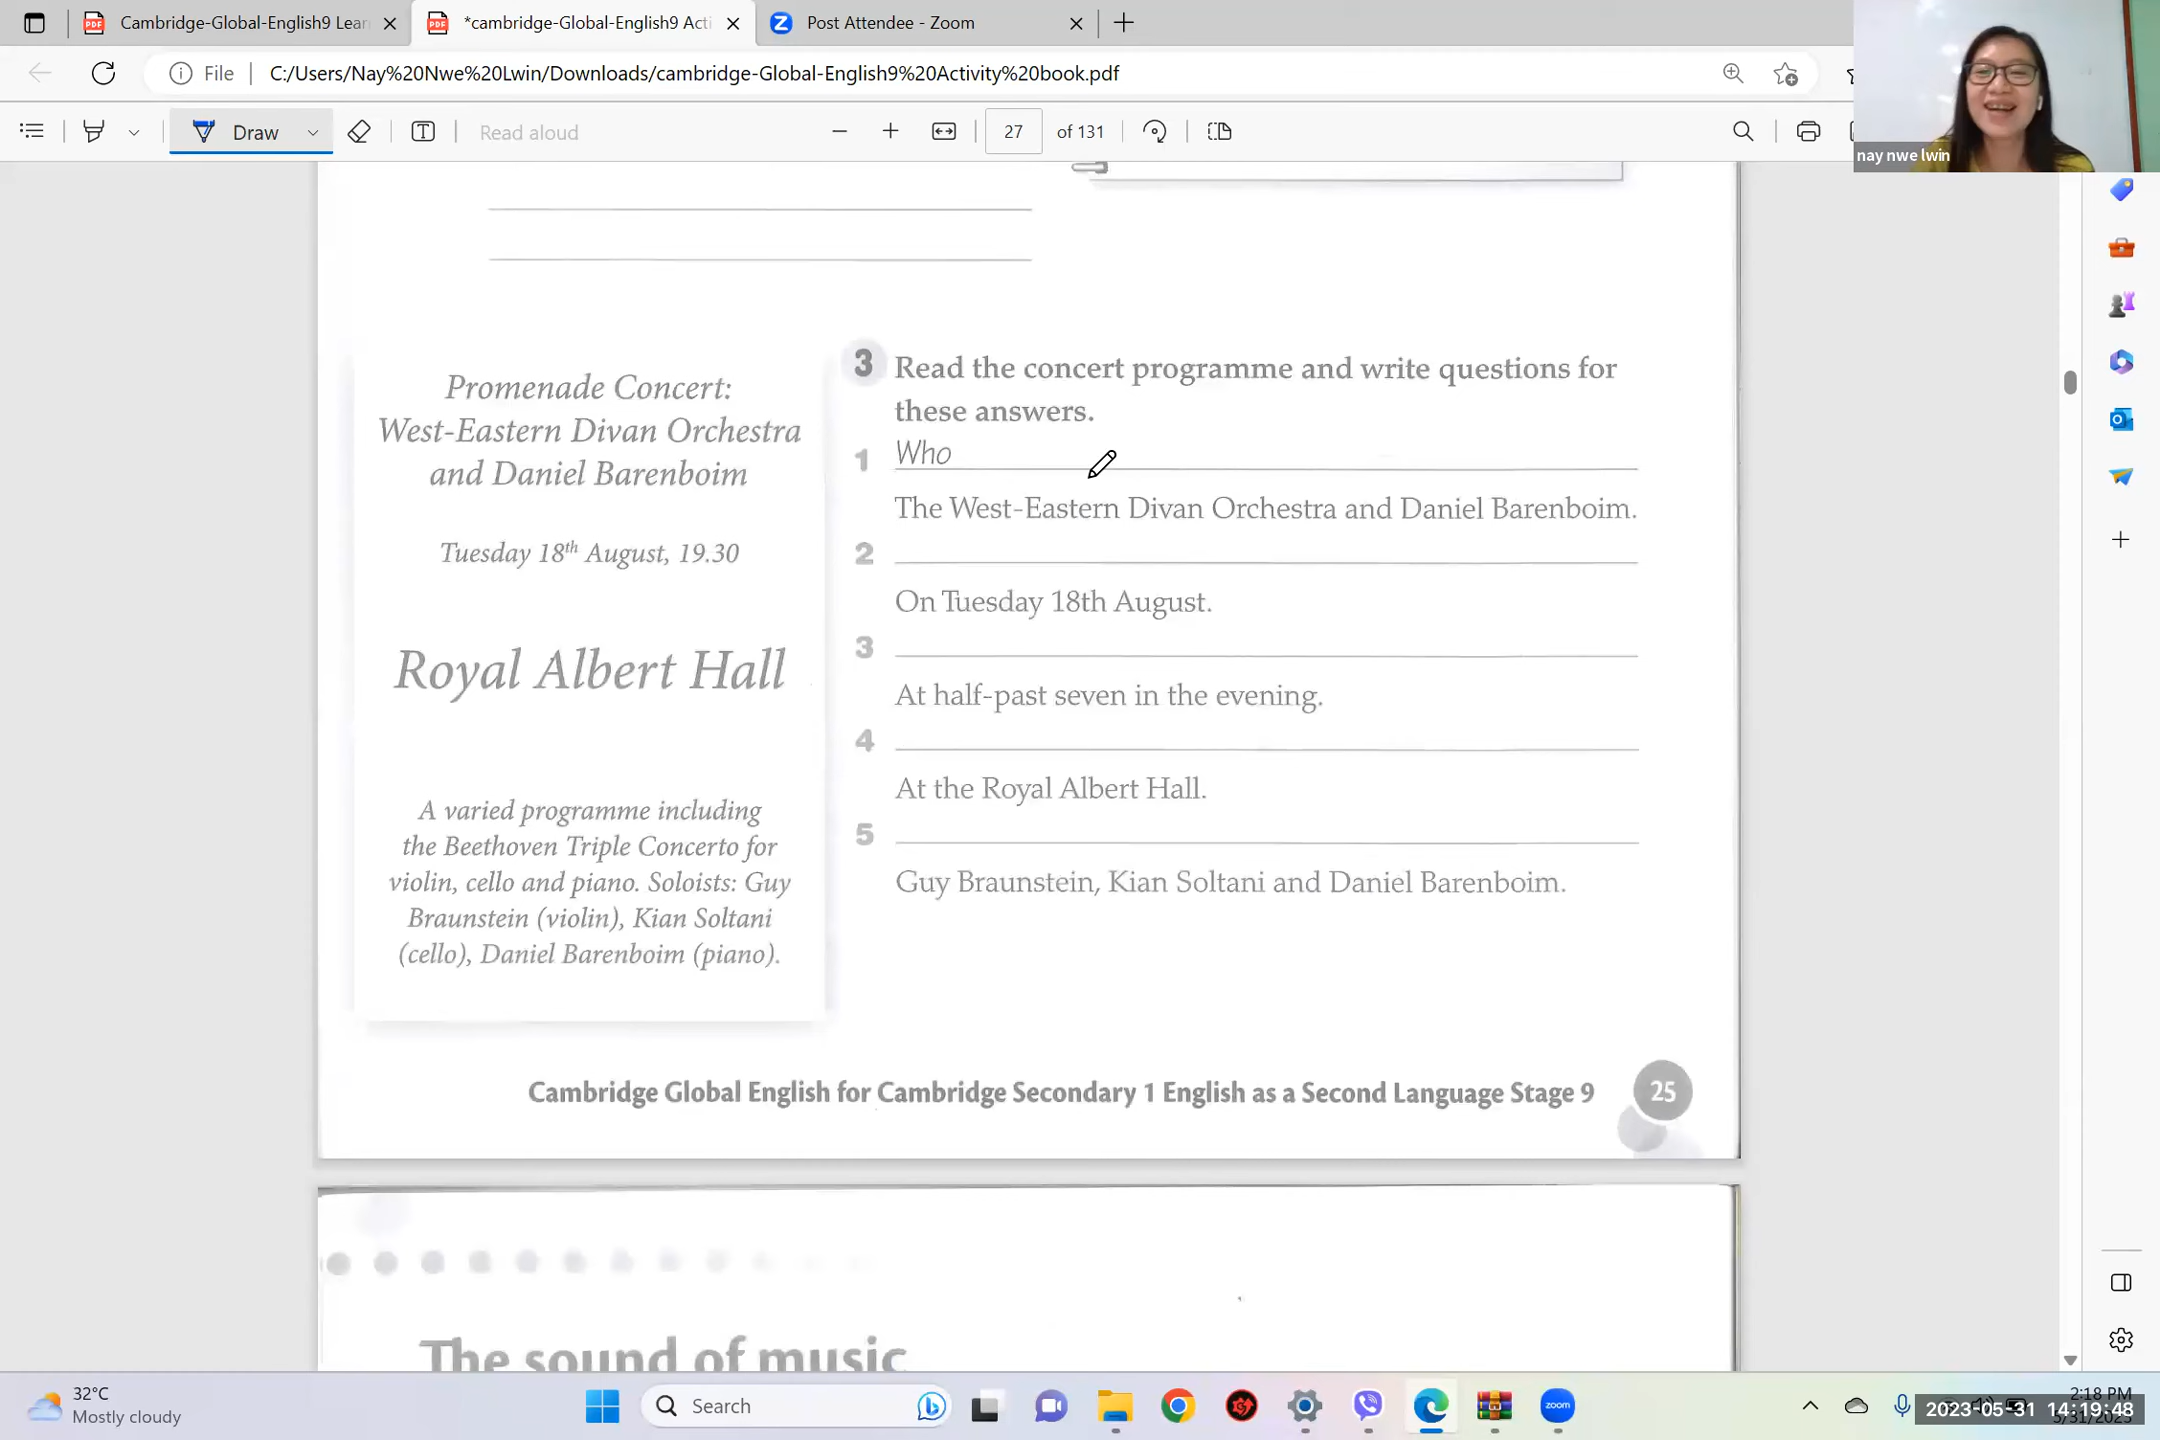 Cambridge-Global-English9 Lear
*cambridge-Global-English9 Acti
Post Attendee - Zoom
File
C:/Users/Nay%20Nwe%20Lwin/Downloads/cambridge-Global-English9%20Activity%20book.pdf
Draw
Read aloud
27
of 131
nay nwe lwin
Promenade Concert:
West-Eastern Divan Orchestra
and Daniel Barenboim
Tuesday 18th August, 19.30
Royal Albert Hall
A varied programme including
the Beethoven Triple Concerto for
violin, cello and piano. Soloists: Guy
Braunstein (violin), Kian Soltani
(cello), Daniel Barenboim (piano).
3 Read the concert programme and write questions for
these answers.
1 Who
The West-Eastern Divan Orchestra and Daniel Barenboim.
2
On Tuesday 18th August.
3
At half-past seven in the evening.
4
At the Royal Albert Hall.
5
Guy Braunstein, Kian Soltani and Daniel Barenboim.
Cambridge Global English for Cambridge Secondary 1 English as a Second Language Stage 9
25
The sound of music
32°C
Mostly cloudy
Search
zoom
2:18 PM
2023-05-31 14:19:48